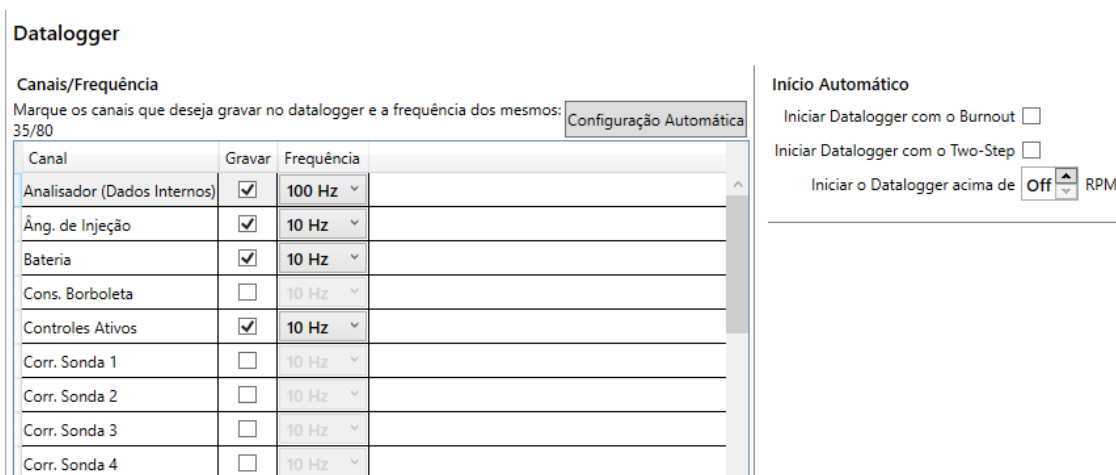 Datalogger
Canais/Frequência
Marque os canais que deseja gravar no datalogger e a frequência dos mesmos:
35/80
Configuração Automática
Canal Gravar Frequência
Analisador (Dados Internos) 100 Hz
Âng. de Injeção 10 Hz
Bateria 10 Hz
Cons. Borboleta 10 Hz
Controles Ativos 10 Hz
Corr. Sonda 1 10 Hz
Corr. Sonda 2 10 Hz
Corr. Sonda 3 10 Hz
Corr. Sonda 4 10 Hz
Início Automático
Iniciar Datalogger com o Burnout
Iniciar Datalogger com o Two-Step
Iniciar o Datalogger acima de Off RPM